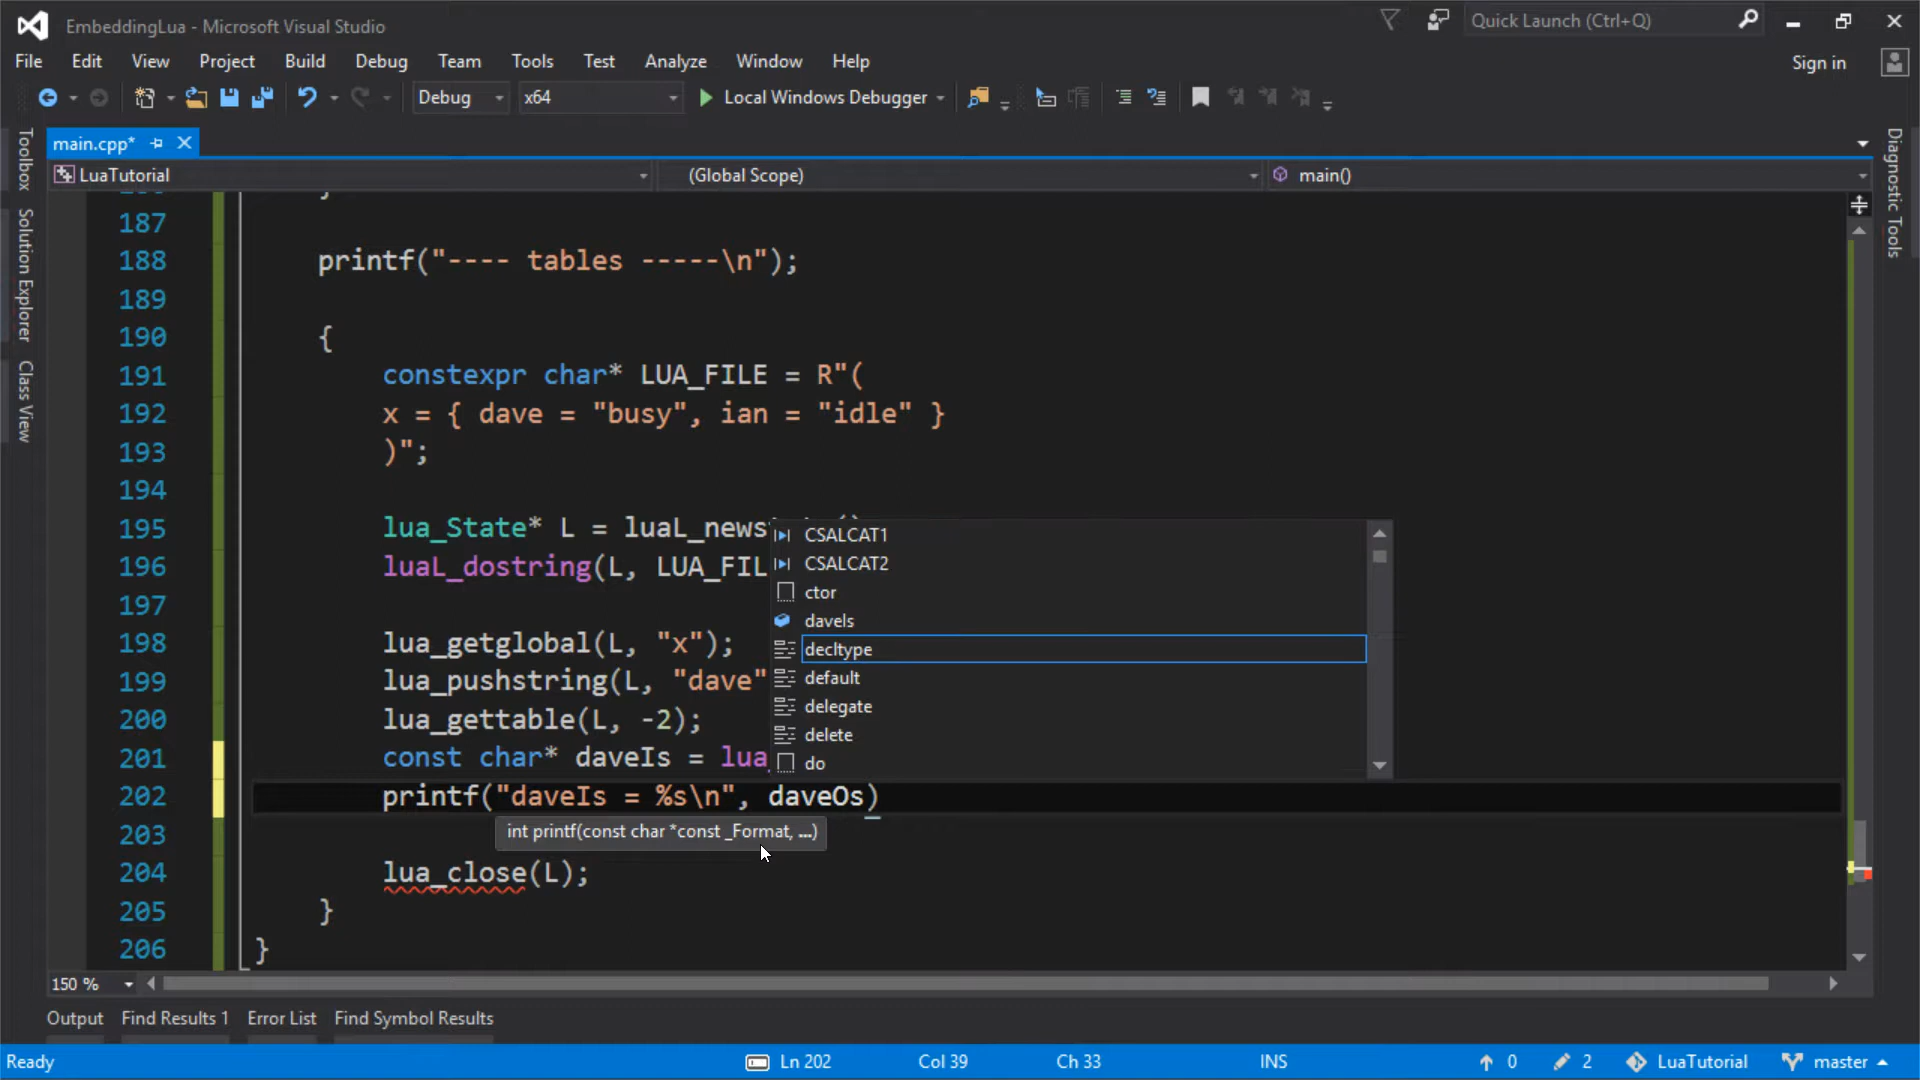 EmbeddingLua - Microsoft Visual Studio
Quick Launch (Ctrl+Q)
File Edit View Project Build Debug Team Tools Test Analyze Window Help
Sign in
Debug x64 Local Windows Debugger
main.cpp*
LuaTutorial (Global Scope) main()
Toolbox
Solution Explorer
Class View
Diagnostic Tools
187
188 printf("---- tables -----\n");
189
190 {
191 constexpr char* LUA_FILE = R"(
192 x = { dave = "busy", ian = "idle" }
193 )";
194
195 lua_State* L = luaL_news
196 luaL_dostring(L, LUA_FIL
197
198 lua_getglobal(L, "x");
199 lua_pushstring(L, "dave"
200 lua_gettable(L, -2);
201 const char* daveIs = lua_
202 printf("daveIs = %s\n", daveOs)
203
204 lua_close(L);
205 }
206 }
CSALCAT1
CSALCAT2
ctor
daveIs
decltype
default
delegate
delete
do
int printf(const char *const _Format, ...)
150 %
Output Find Results 1 Error List Find Symbol Results
Ready Ln 202 Col 39 Ch 33 INS 0 2 LuaTutorial master